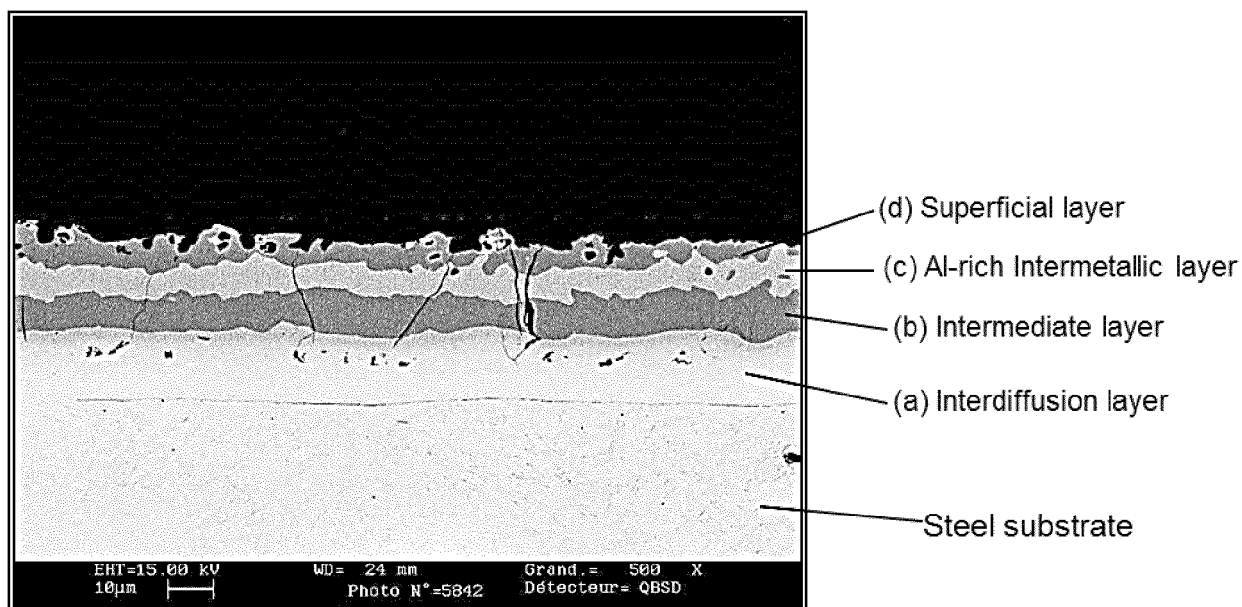 (d) Superficial layer
(c) Al-rich Intermetallic layer
(b) Intermediate layer
(a) Interdiffusion layer
Steel substrate
EHT=15.00 kV WD= 24 mm Grand.= 500 X
10µm Photo N°=5842 Détecteur= QBSD